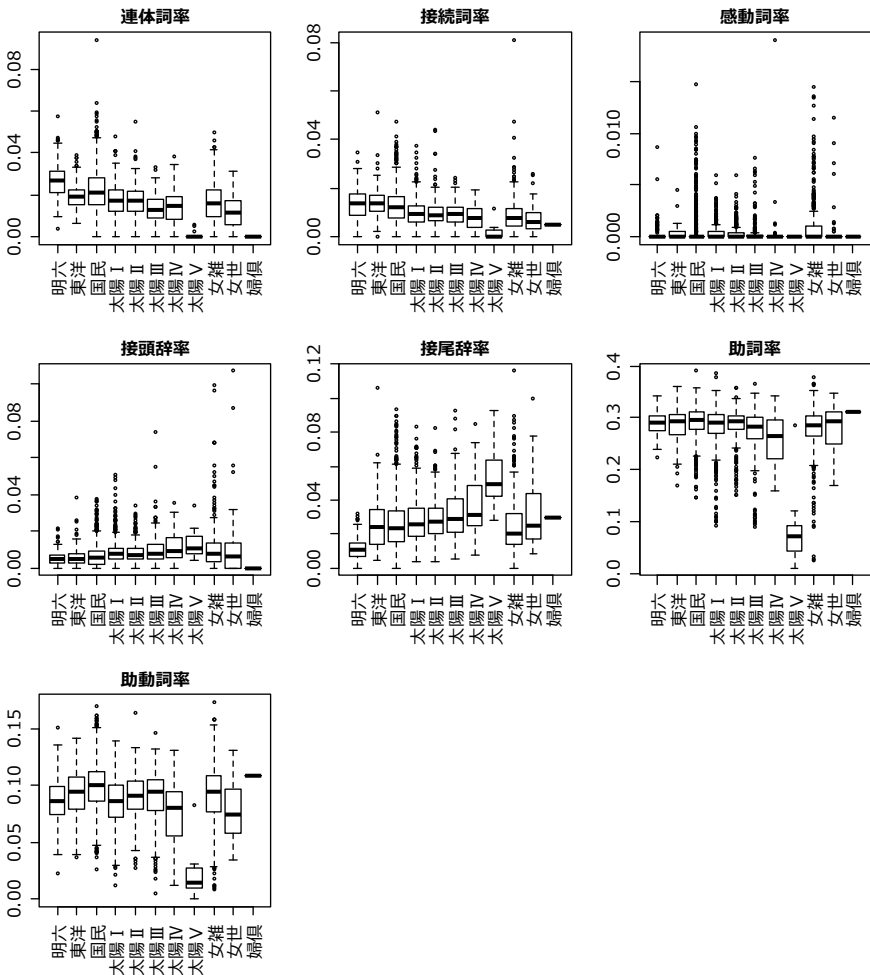 連体詞率
0.00 0.04 0.08
明六 東洋 国民 太陽Ⅰ 太陽Ⅱ 太陽Ⅲ 太陽Ⅳ 太陽Ⅴ 女雑 女世 婦倶
接続詞率
0.00 0.04 0.08
明六 東洋 国民 太陽Ⅰ 太陽Ⅱ 太陽Ⅲ 太陽Ⅳ 太陽Ⅴ 女雑 女世 婦倶
感動詞率
0.000 0.010
明六 東洋 国民 太陽Ⅰ 太陽Ⅱ 太陽Ⅲ 太陽Ⅳ 太陽Ⅴ 女雑 女世 婦倶
接頭辞率
0.00 0.04 0.08
明六 東洋 国民 太陽Ⅰ 太陽Ⅱ 太陽Ⅲ 太陽Ⅳ 太陽Ⅴ 女雑 女世 婦倶
接尾辞率
0.00 0.04 0.08 0.12
明六 東洋 国民 太陽Ⅰ 太陽Ⅱ 太陽Ⅲ 太陽Ⅳ 太陽Ⅴ 女雑 女世 婦倶
助詞率
0.0 0.1 0.2 0.3 0.4
明六 東洋 国民 太陽Ⅰ 太陽Ⅱ 太陽Ⅲ 太陽Ⅳ 太陽Ⅴ 女雑 女世 婦倶
助動詞率
0.00 0.05 0.10 0.15
明六 東洋 国民 太陽Ⅰ 太陽Ⅱ 太陽Ⅲ 太陽Ⅳ 太陽Ⅴ 女雑 女世 婦倶